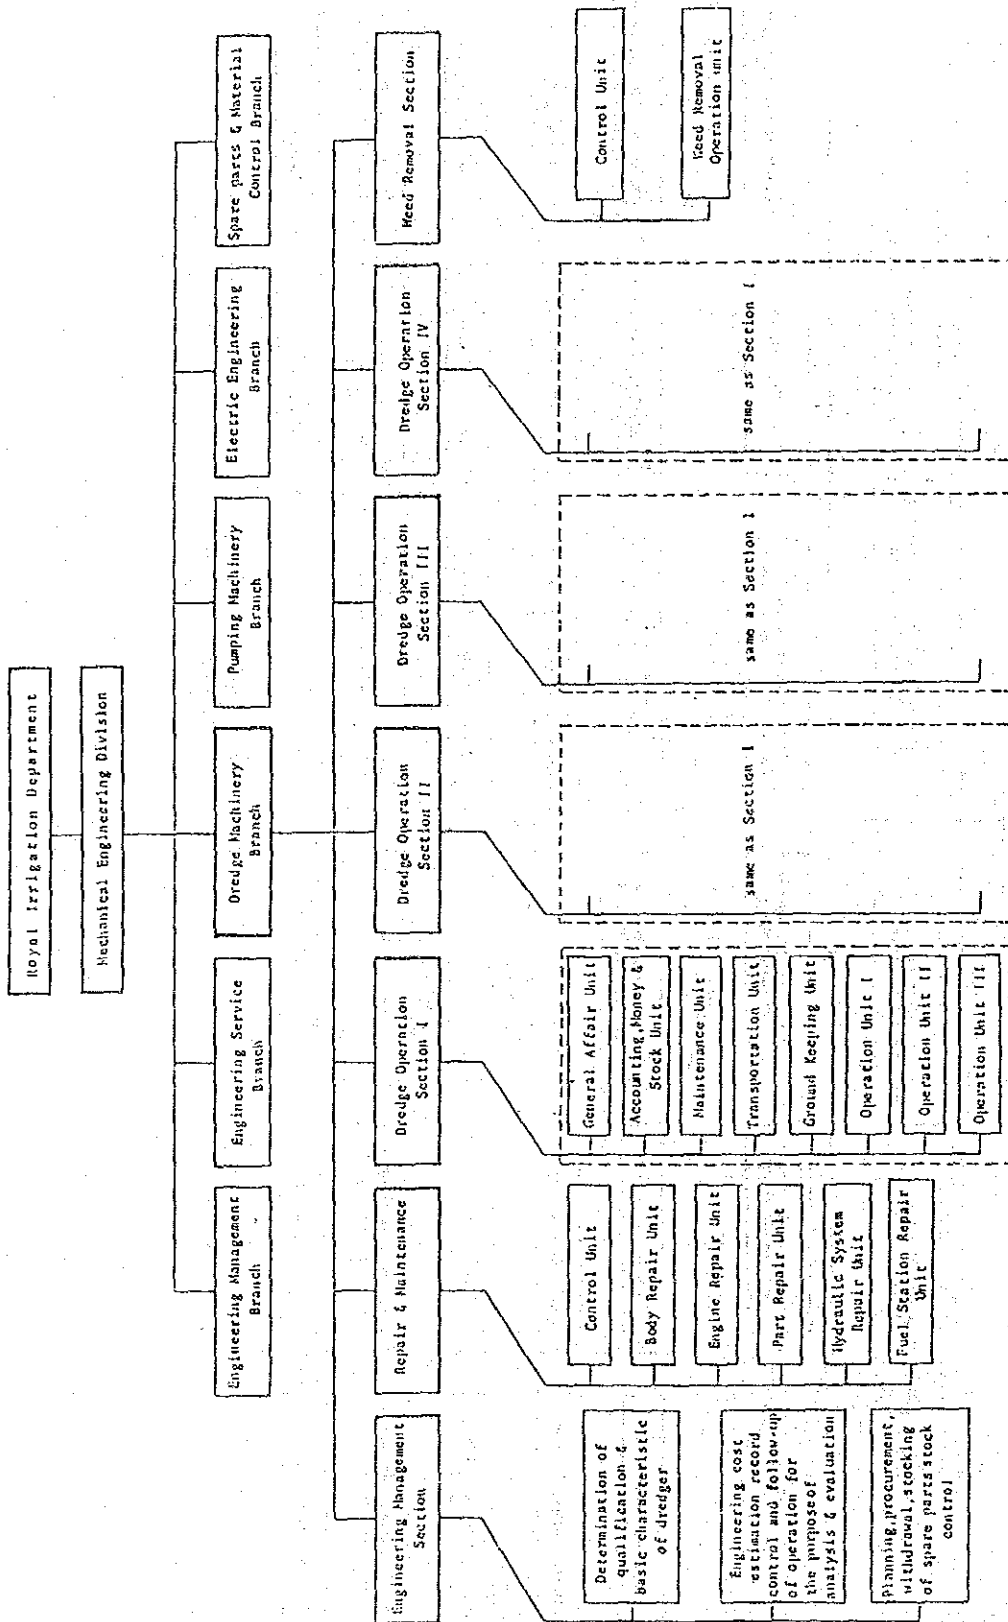 Royal Irrigation Department
Mechanical Engineering Division
Engineering Management
Branch
Engineering Service
Branch
Dredge Machinery
Branch
Pumping Machinery
Branch
Electric Engineering
Branch
Spare parts & Material
Control Branch
Engineering Management
Section
Repair & Maintenance
Dredge Operation
Section I
Dredge Operation
Section II
Dredge Operation
Section III
Dredge Operation
Section IV
Weed Removal Section
Determination of
qualification &
basic characteristic
of dredger
Engineering cost
estimation record
control and follow-up
of operation for
the purpose of
analysis & evaluation
Planning, procurement,
withdrawal, stocking
of spare parts stock
control
Control Unit
Body Repair Unit
Engine Repair Unit
Part Repair Unit
Hydraulic System
Repair Unit
Fuel Station Repair
Unit
General Affair Unit
Accounting, Money &
Stock Unit
Maintenance Unit
Transportation Unit
Ground Keeping Unit
Operation Unit I
Operation Unit II
Operation Unit III
same as Section I
same as Section I
same as Section I
Control Unit
Weed Removal
Operation unit